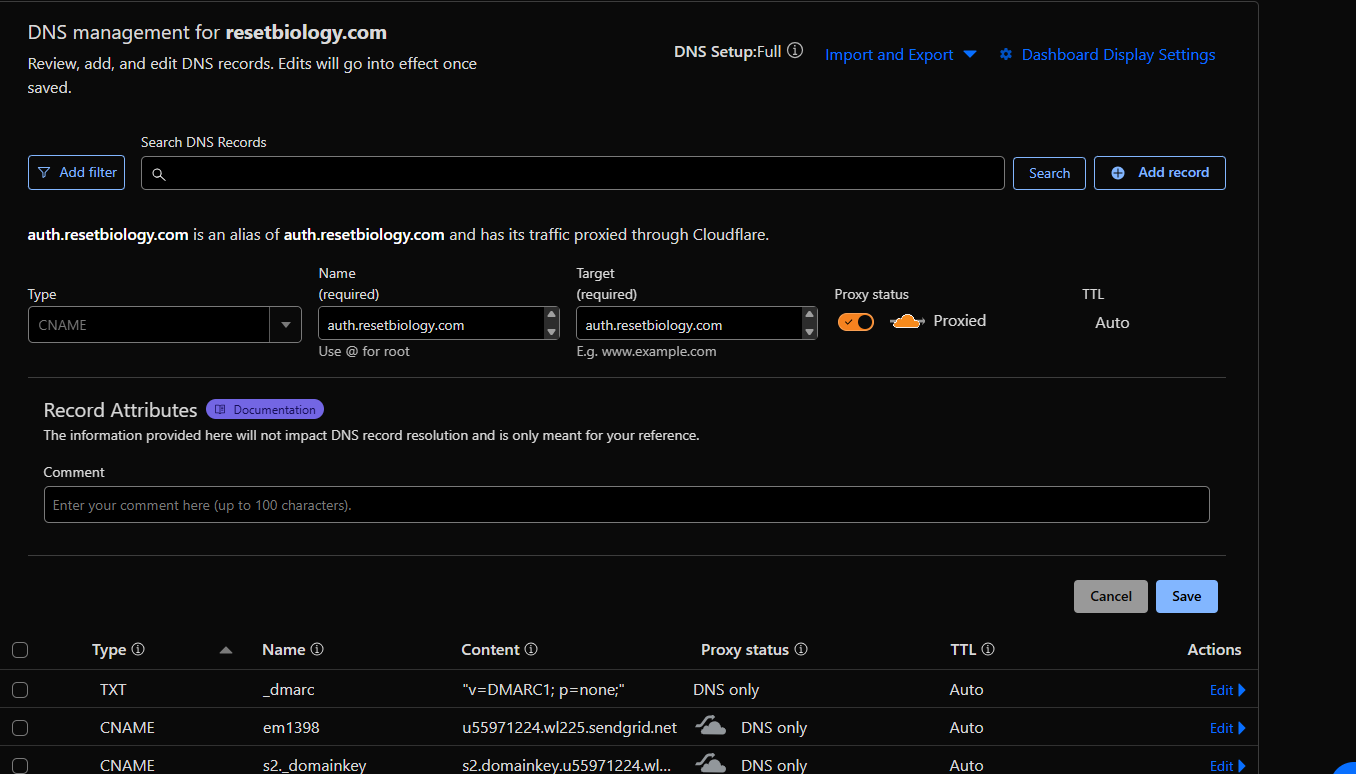 DNS management for resetbiology.com
Review, add, and edit DNS records. Edits will go into effect once
saved.
DNS Setup:Full
Import and Export
Dashboard Display Settings
Search DNS Records
Add filter
Search
Add record
auth.resetbiology.com is an alias of auth.resetbiology.com and has its traffic proxied through Cloudflare.
Type
CNAME
Name
(required)
auth.resetbiology.com
Use @ for root
Target
(required)
auth.resetbiology.com
E.g. www.example.com
Proxy status
Proxied
TTL
Auto
Record Attributes
Documentation
The information provided here will not impact DNS record resolution and is only meant for your reference.
Comment
Enter your comment here (up to 100 characters).
Cancel
Save
Type Name Content Proxy status TTL Actions
TXT _dmarc "v=DMARC1; p=none;" DNS only Auto Edit
CNAME em1398 u55971224.wl225.sendgrid.net DNS only Auto Edit
CNAME s2._domainkey s2.domainkey.u55971224.wl... DNS only Auto Edit